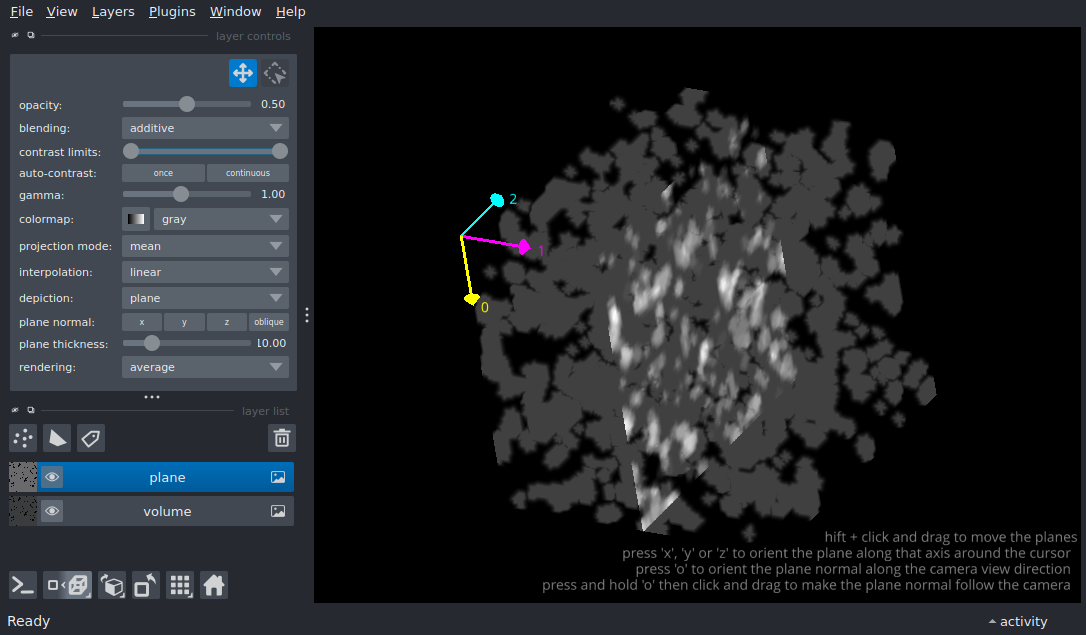 File View Layers Plugins Window Help
layer controls
opacity: 0.50
blending: additive
contrast limits:
auto-contrast: once continuous
gamma: 1.00
colormap: gray
projection mode: mean
interpolation: linear
depiction: plane
plane normal: x y z oblique
plane thickness: 10.00
rendering: average
layer list
plane
volume
2
1
0
hift + click and drag to move the planes
press 'x', 'y' or 'z' to orient the plane along that axis around the cursor
press 'o' to orient the plane normal along the camera view direction
press and hold 'o' then click and drag to make the plane normal follow the camera
Ready activity